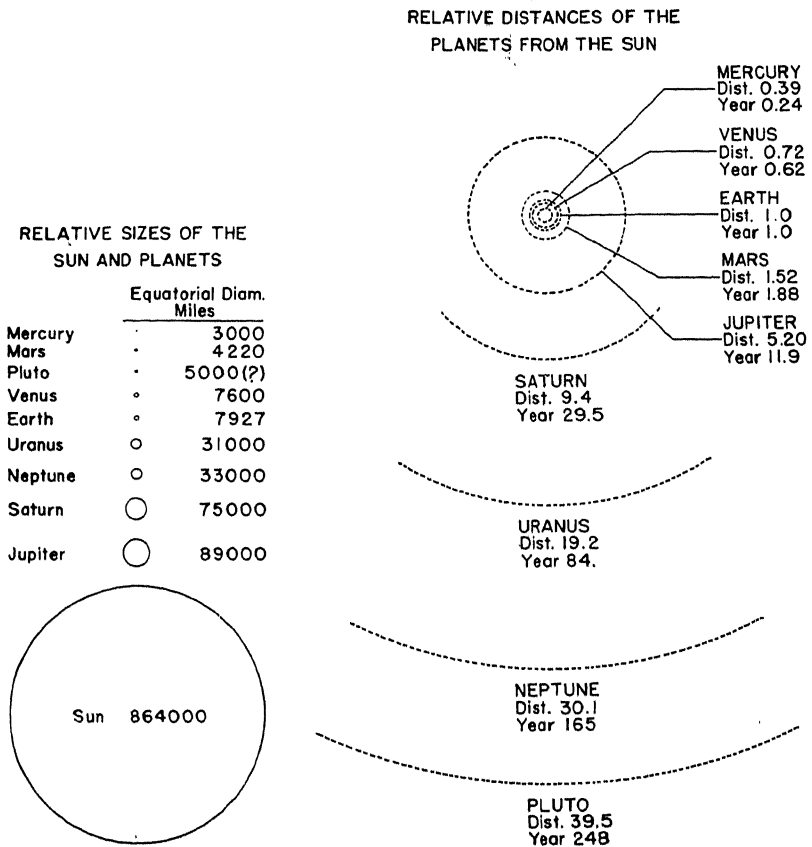 RELATIVE DISTANCES OF THE
PLANETS FROM THE SUN
MERCURY
Dist. 0.39
Year 0.24
VENUS
Dist. 0.72
Year 0.62
EARTH
Dist. 1.0
Year 1.0
MARS
Dist. 1.52
Year 1.88
JUPITER
Dist. 5.20
Year 11.9
SATURN
Dist. 9.4
Year 29.5
URANUS
Dist. 19.2
Year 84.
NEPTUNE
Dist. 30.1
Year 165
PLUTO
Dist. 39.5
Year 248
RELATIVE SIZES OF THE
SUN AND PLANETS
Equatorial Diam.
Miles
Mercury 3000
Mars 4220
Pluto 5000(?)
Venus 7600
Earth 7927
Uranus 31000
Neptune 33000
Saturn 75000
Jupiter 89000
Sun 864000